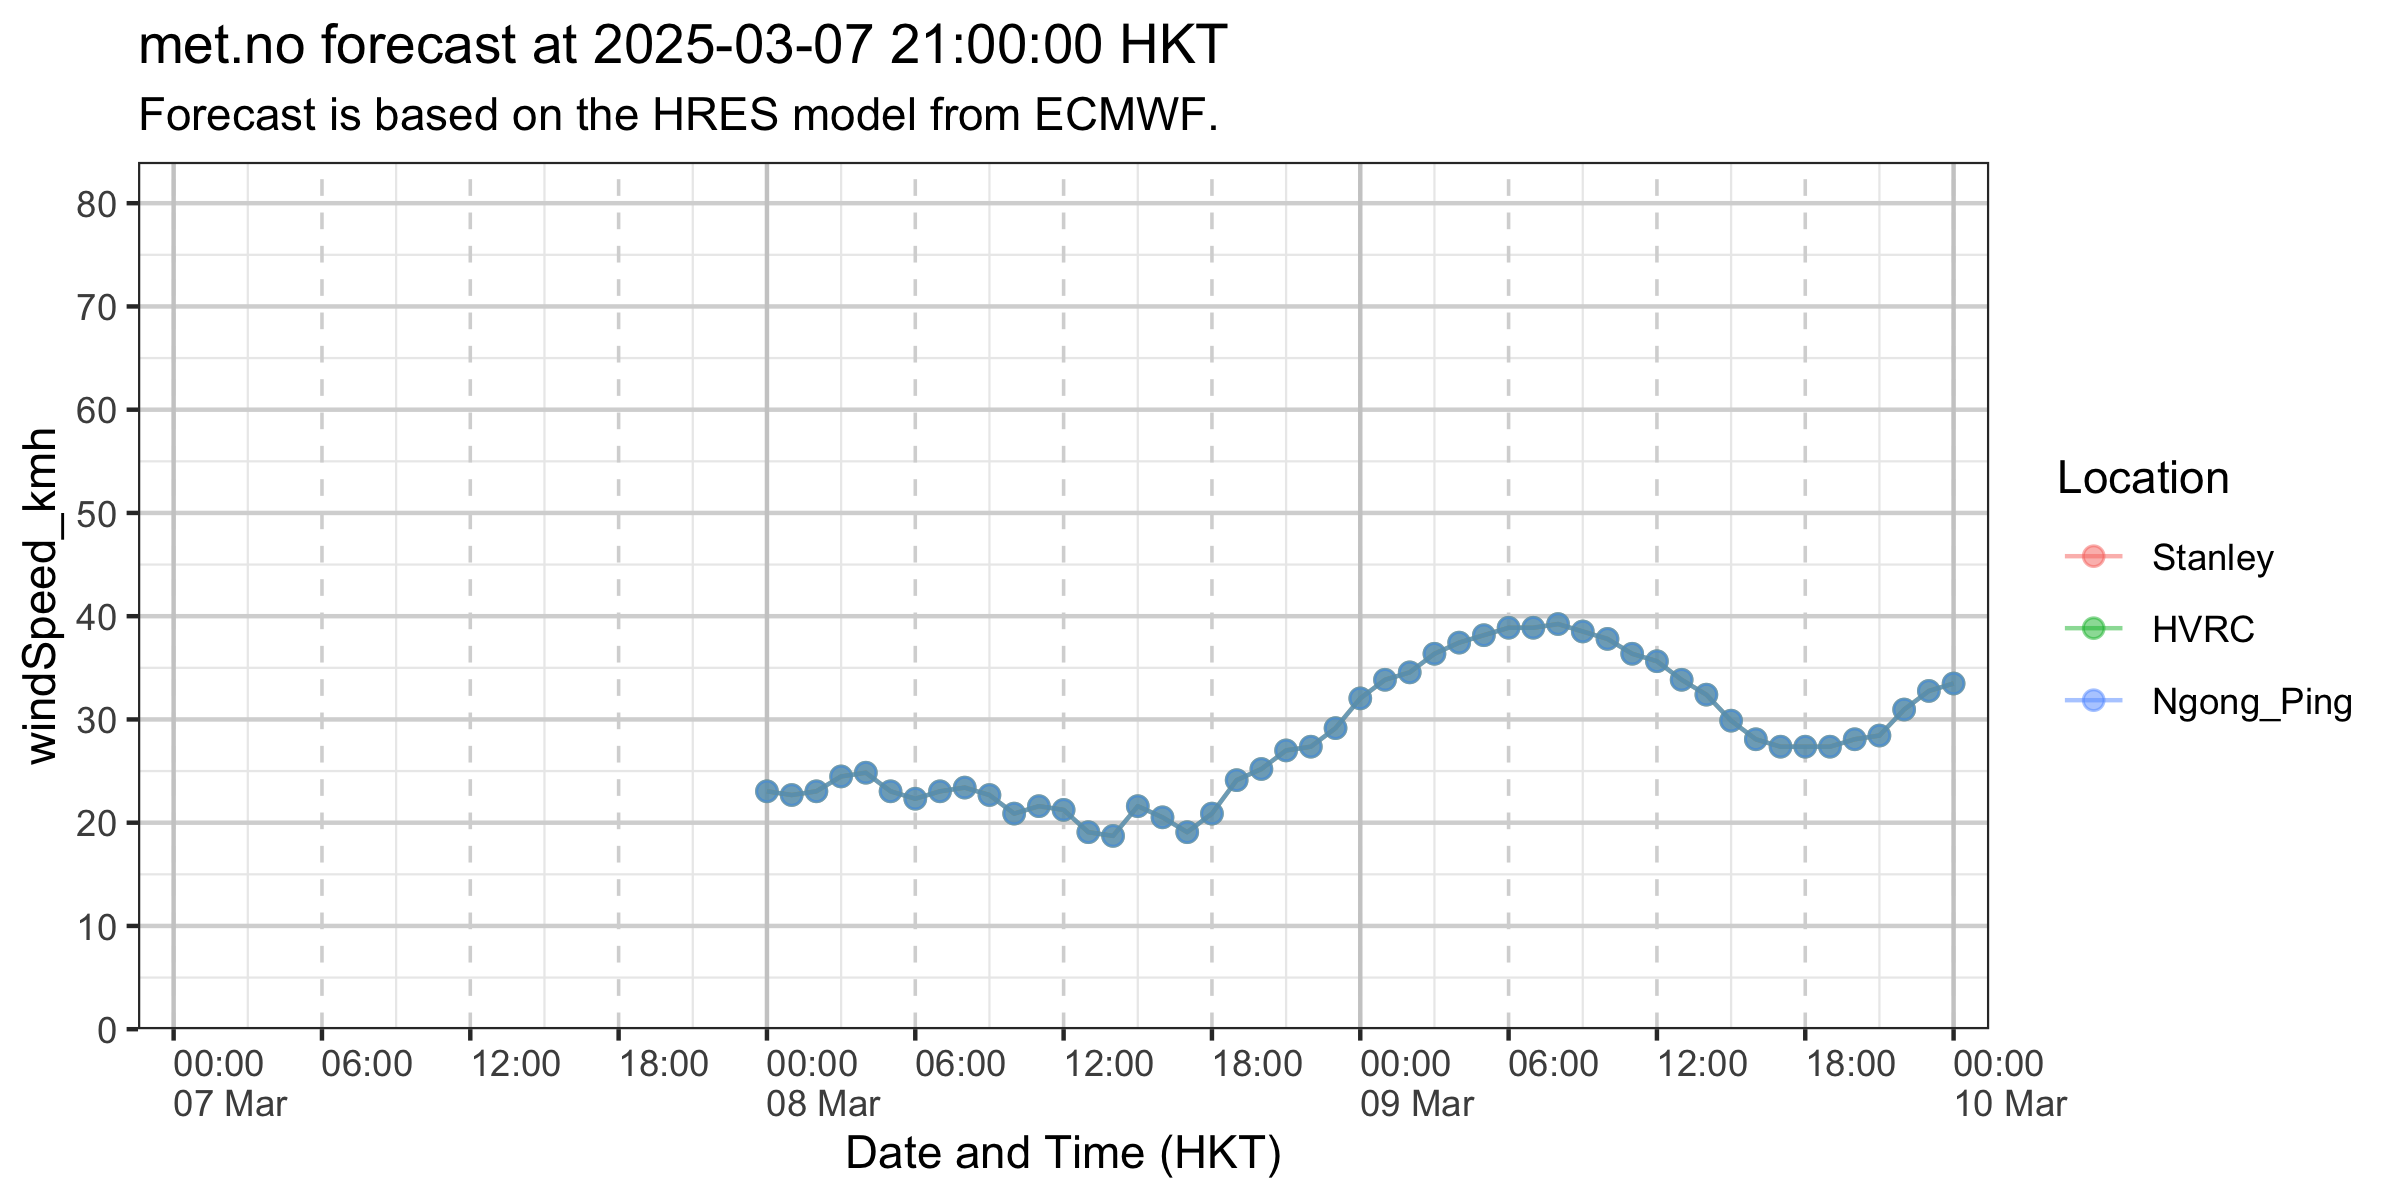 met.no forecast at 2025-03-07 21:00:00 HKT
Forecast is based on the HRES model from ECMWF.
windSpeed_kmh
80
70
60
50
40
30
20
10
0
00:00 06:00 12:00 18:00 00:00 06:00 12:00 18:00 00:00 06:00 12:00 18:00 00:00
07 Mar 08 Mar 09 Mar 10 Mar
Date and Time (HKT)
Location
Stanley
HVRC
Ngong_Ping